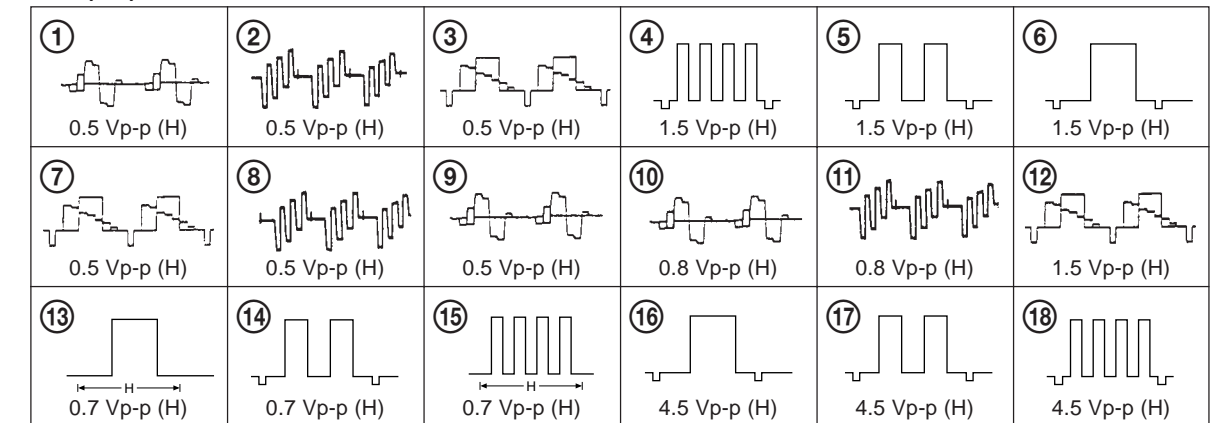 ① ② ③ ④ ⑤ ⑥
0.5 Vp-p (H) 0.5 Vp-p (H) 0.5 Vp-p (H) 1.5 Vp-p (H) 1.5 Vp-p (H) 1.5 Vp-p (H)
⑦ ⑧ ⑨ ⑩ ⑪ ⑫
0.5 Vp-p (H) 0.5 Vp-p (H) 0.5 Vp-p (H) 0.8 Vp-p (H) 0.8 Vp-p (H) 1.5 Vp-p (H)
⑬ ⑭ ⑮ ⑯ ⑰ ⑱
H H
0.7 Vp-p (H) 0.7 Vp-p (H) 0.7 Vp-p (H) 4.5 Vp-p (H) 4.5 Vp-p (H) 4.5 Vp-p (H)